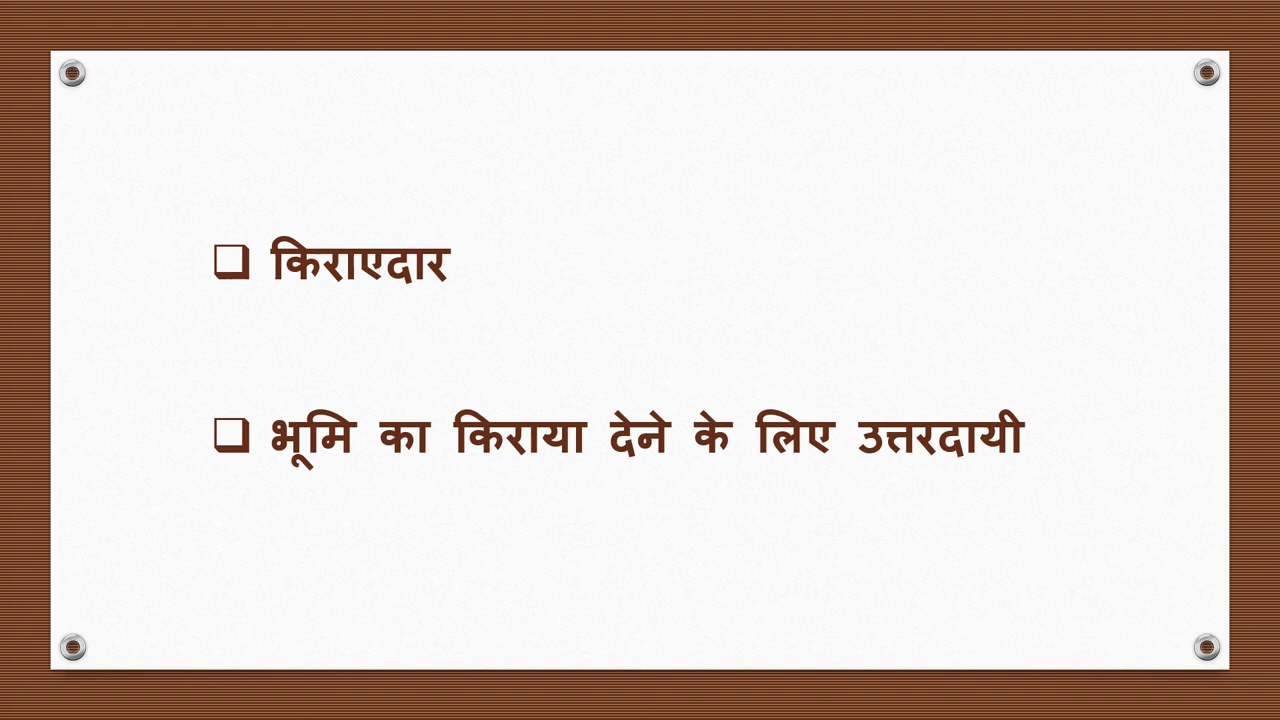 ❑ किराएदार
❑ भूमि का किराया देने के लिए उत्तरदायी